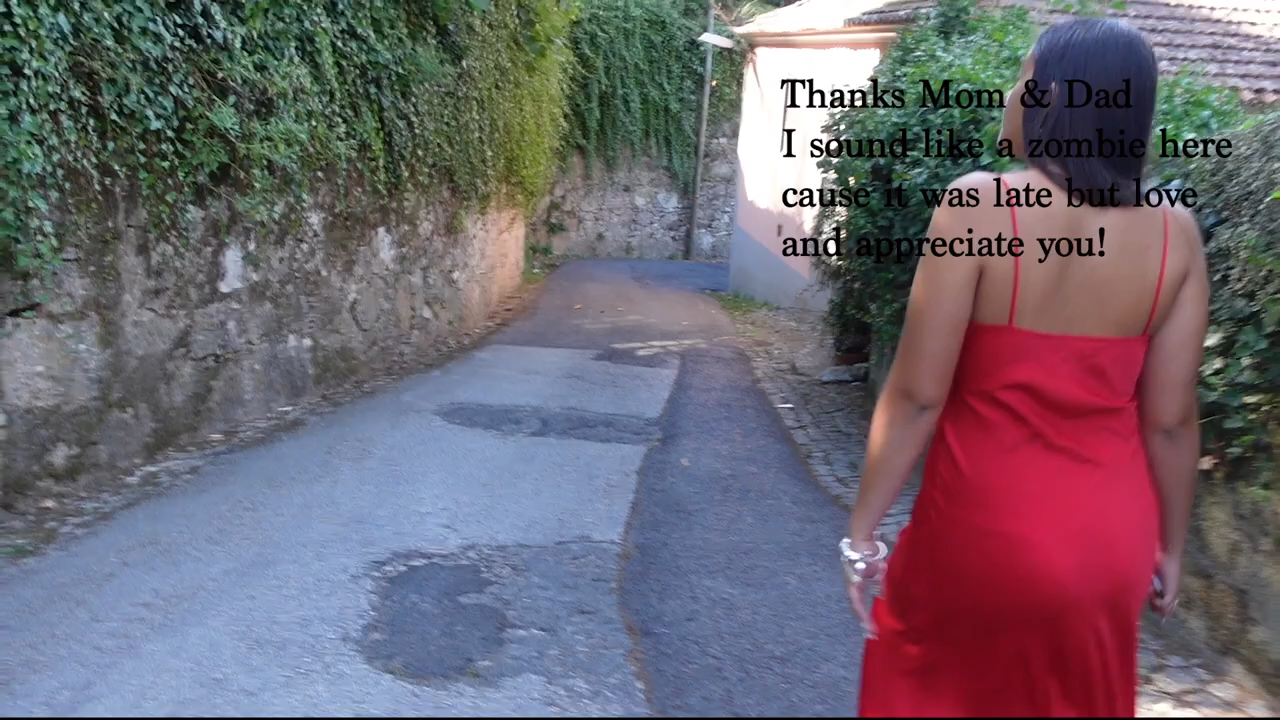 Thanks Mom & Dad
I sound like a zombie here
cause it was late but love
and appreciate you!